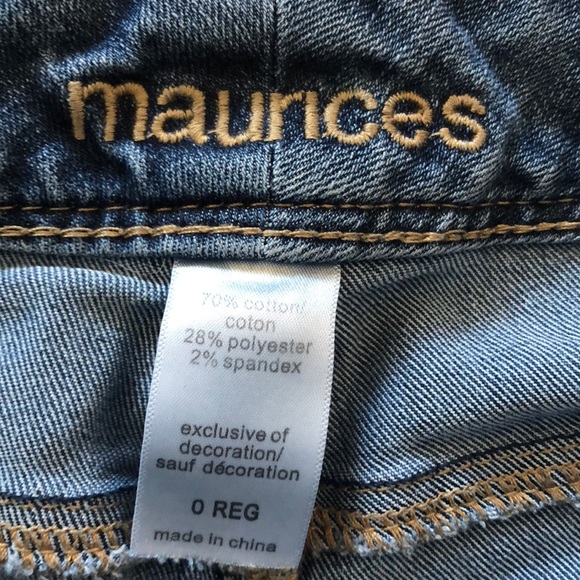 maurices
70% cotton/
coton
28% polyester
2% spandex
exclusive of
decoration/
sauf décoration
0 REG
made in china